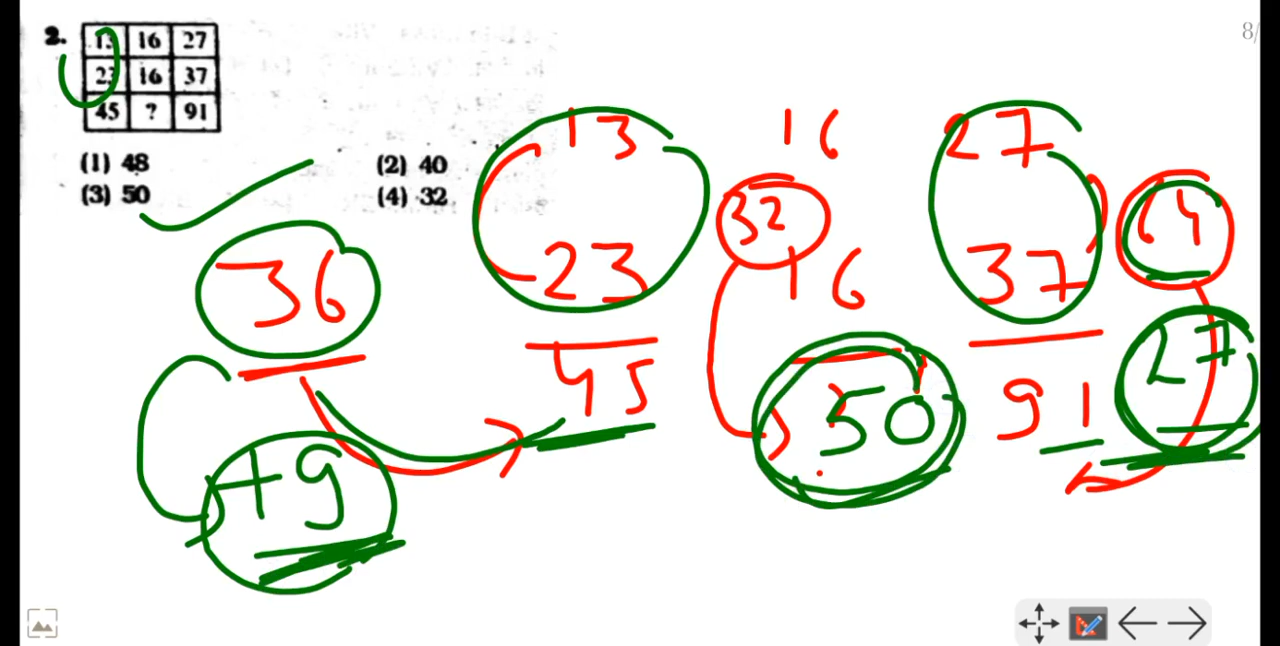 8/
2.
13 16 27
23 16 37
45 ? 91
(1) 48 (2) 40
(3) 50 (4) 32
13 16 27
36 32 64
23 16 37
45 50 91 27
+9